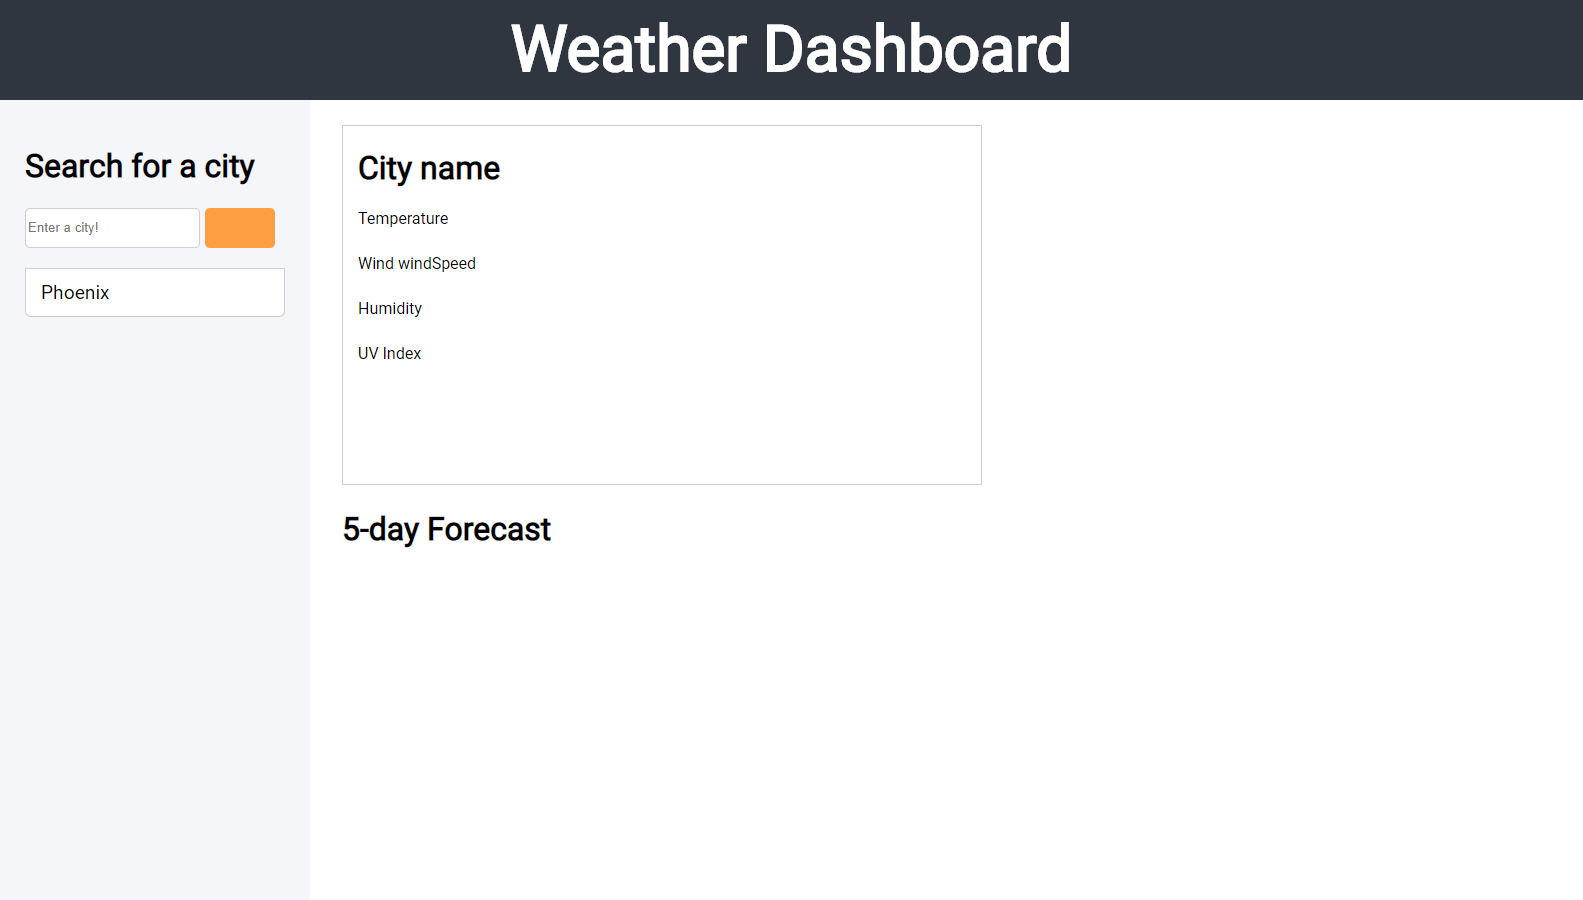 Weather Dashboard
Search for a city
Enter a city!
Phoenix
City name
Temperature
Wind windSpeed
Humidity
UV Index
5-day Forecast